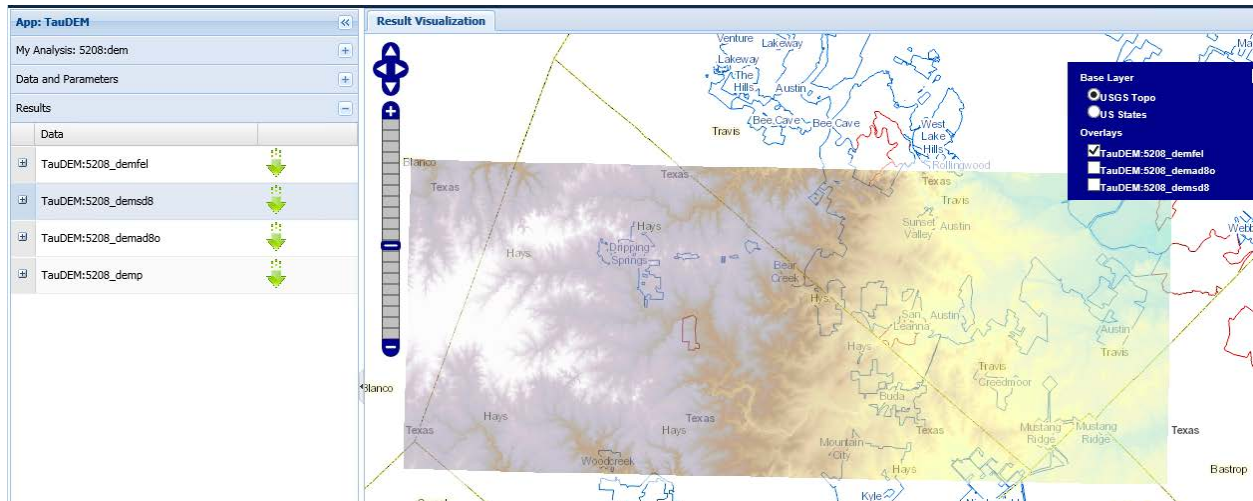 App: TauDEM
My Analysis: 5208:dem
Data and Parameters
Results
Data
TauDEM:5208_demfel
TauDEM:5208_demsd8
TauDEM:5208_demad8o
TauDEM:5208_demp
Result Visualization
Venture Lakeway
Lakeway
The
Hills Austin
Bee Cave Bee Cave
Travis
West
Lake
Hills
Rollingwood
Base Layer
USGS Topo
US States
Overlays
TauDEM:5208_demfel
TauDEM:5208_demad8o
TauDEM:5208_demsd8
Blanco
Texas
Texas
Texas
Travis
Hays
Hays
Dripping
Springs
Bear
Creek
Sunset
Valley Austin
Hys
San Austin
Leanna
Austin
Travis
Hays
Travis
Creedmoor
Blanco
Buda
Hays
Texas
Texas
Hays
Texas
Mustang Mustang
Ridge Ridge
Texas
Mountain
City
Woodcreek
Hays
Bastrop
Kyle